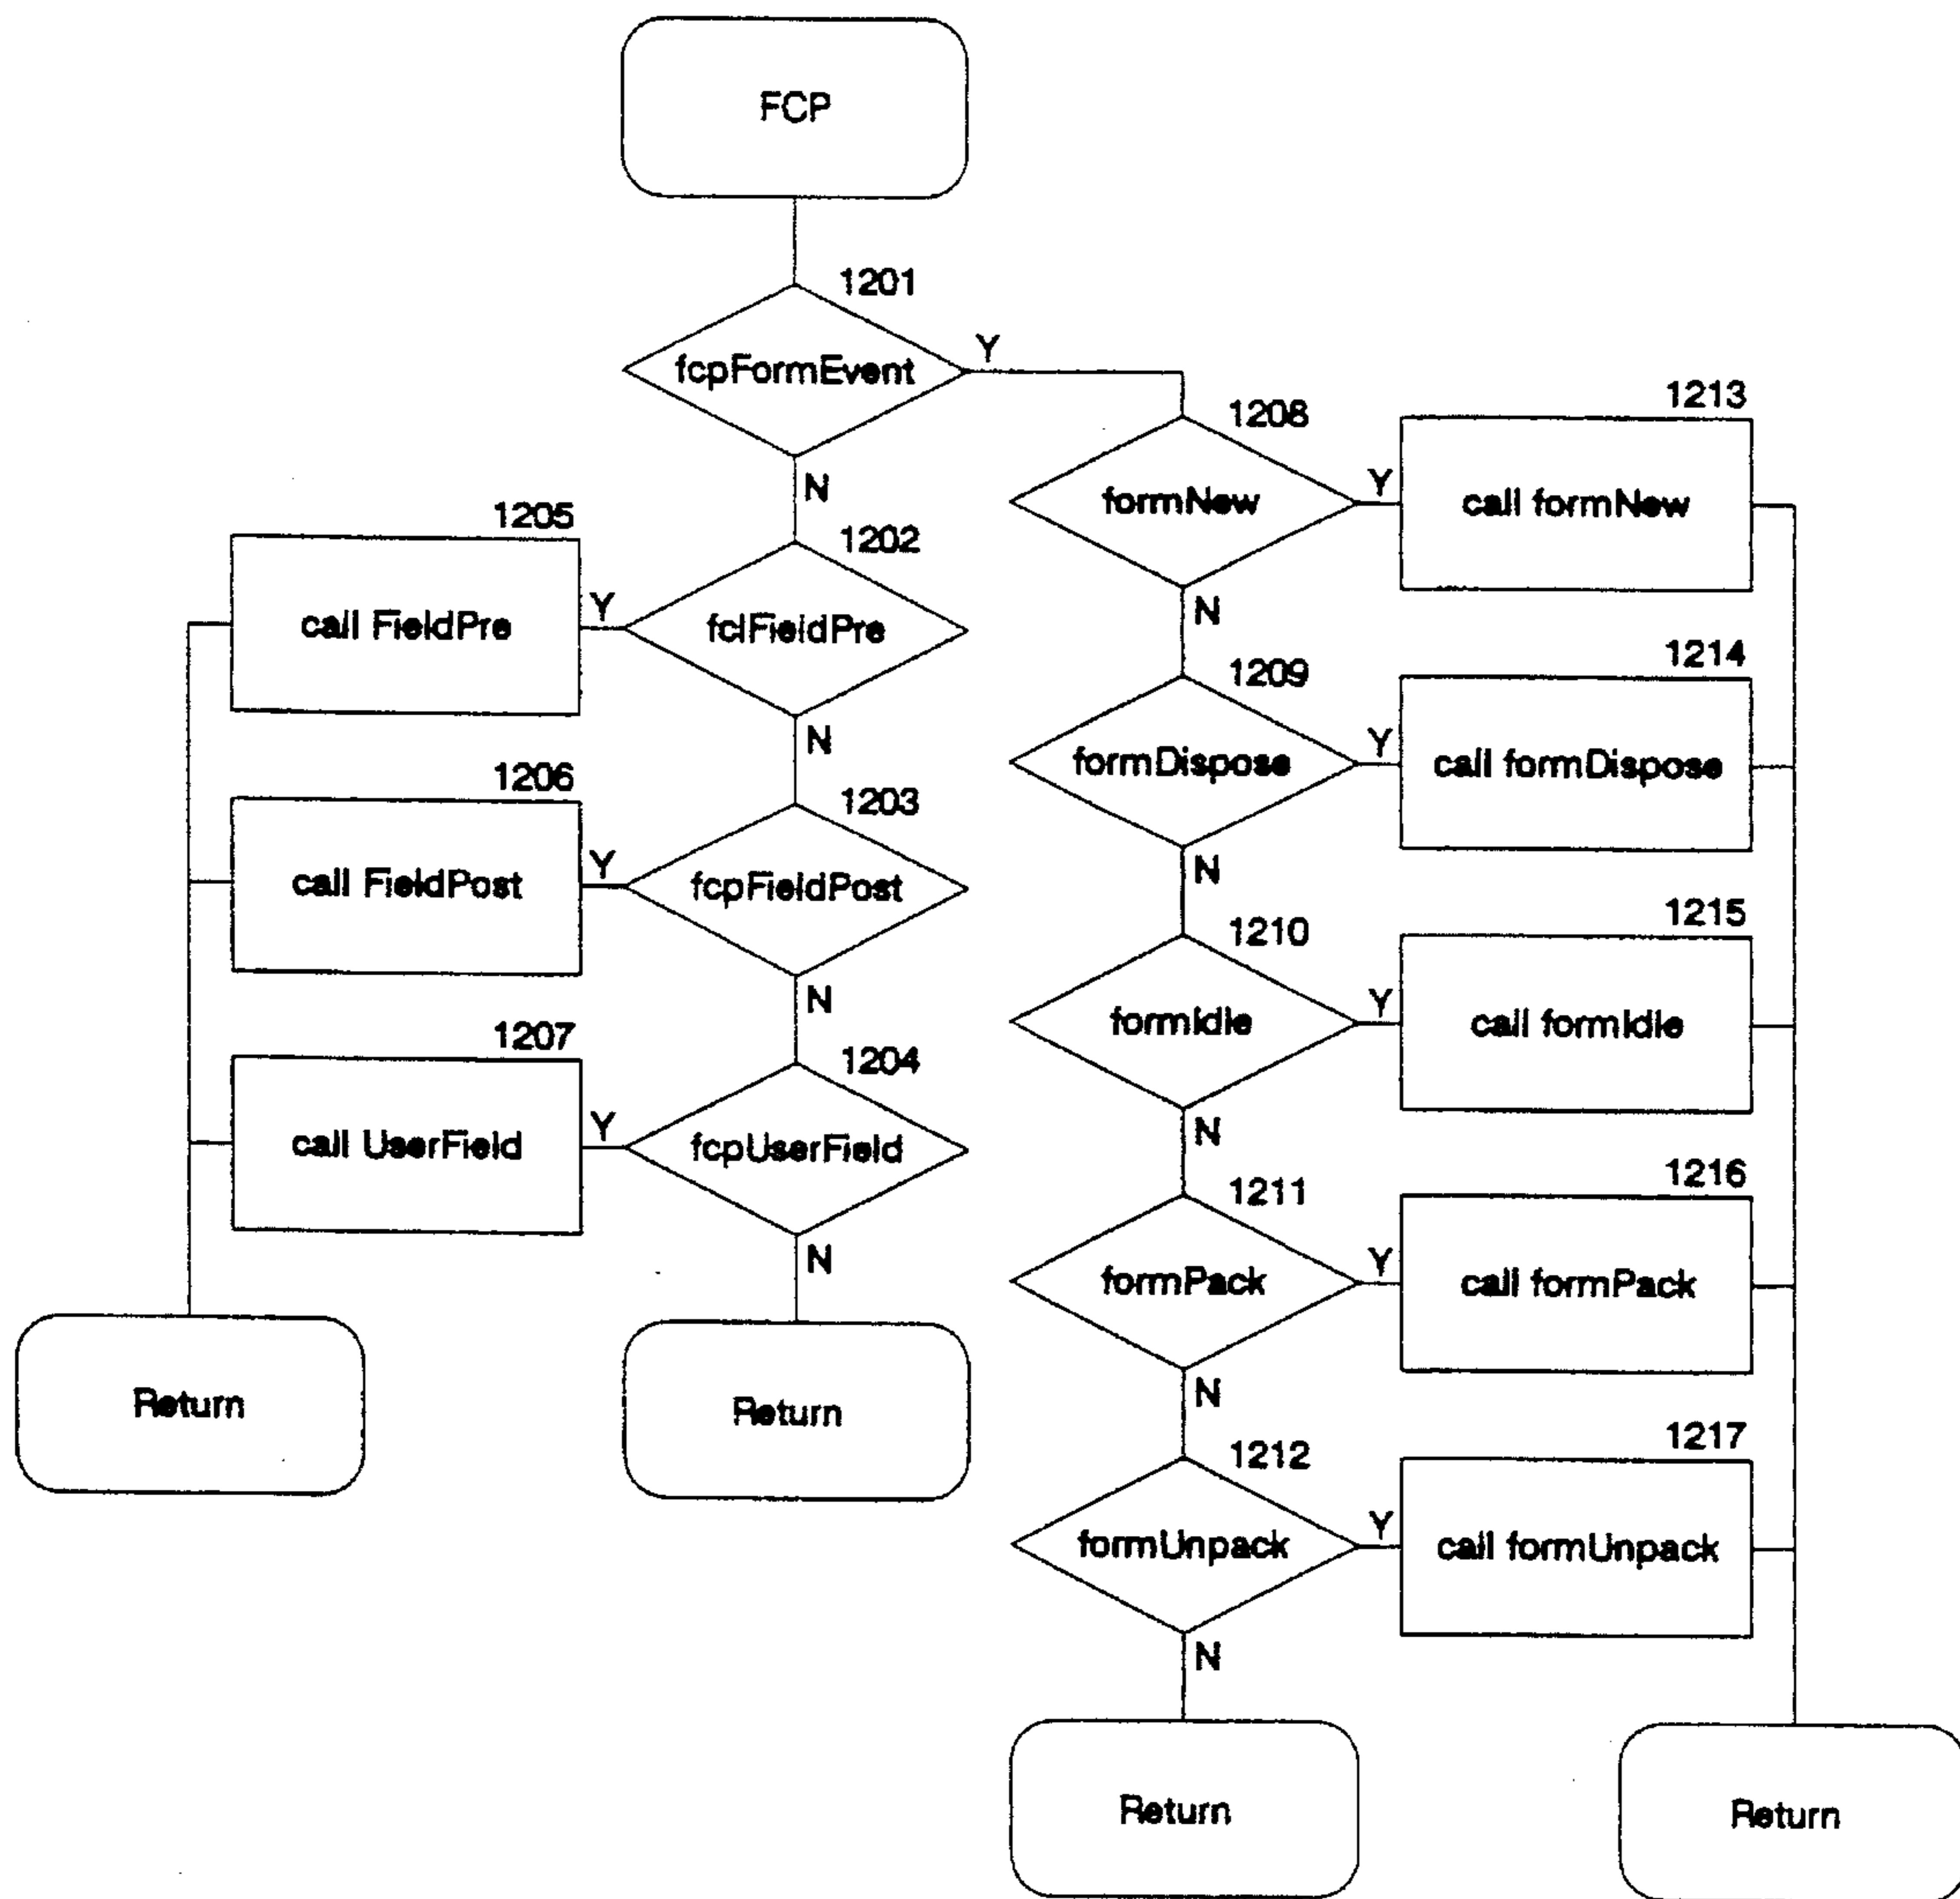 FCP
1201
fcpFormEvent
Y
N
1208
formNew
Y
1213
call formNew
N
1205
call FieldPre
Y
1202
fclFieldPre
N
1209
formDispose
Y
1214
call formDispose
N
1206
call FieldPost
Y
1203
fcpFieldPost
N
1210
formIdle
Y
1215
call formIdle
N
1207
call UserField
Y
1204
fcpUserField
N
1211
formPack
Y
1216
call formPack
N
Return
Return
1212
formUnpack
Y
1217
call formUnpack
N
Return
Return